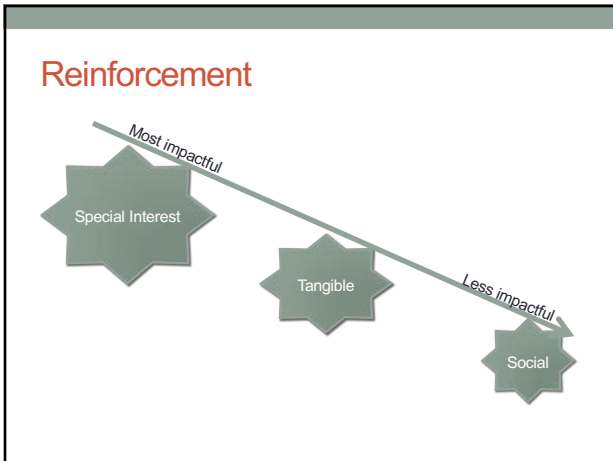 Reinforcement
Most impactful
Special Interest
Tangible
Less impactful
Social